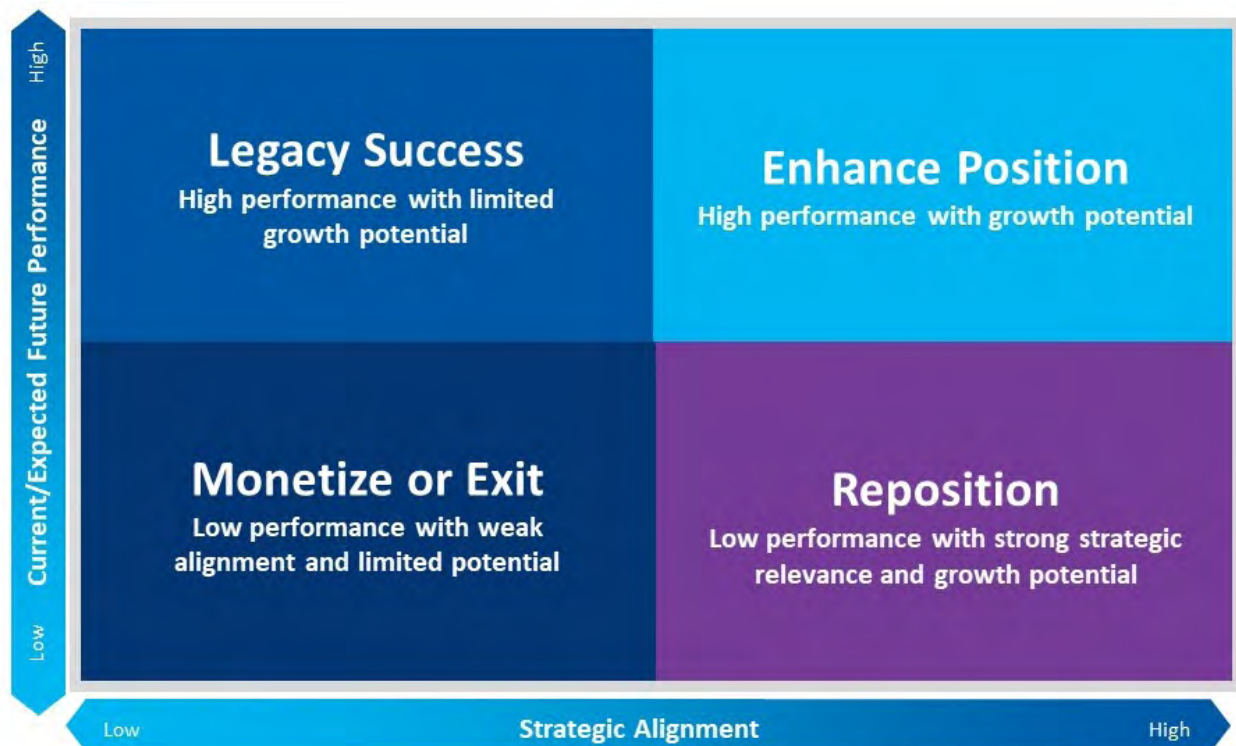 High
Current/Expected Future Performance
Low
Legacy Success
High performance with limited
growth potential
Enhance Position
High performance with growth potential
Monetize or Exit
Low performance with weak
alignment and limited potential
Reposition
Low performance with strong strategic
relevance and growth potential
Low
Strategic Alignment
High